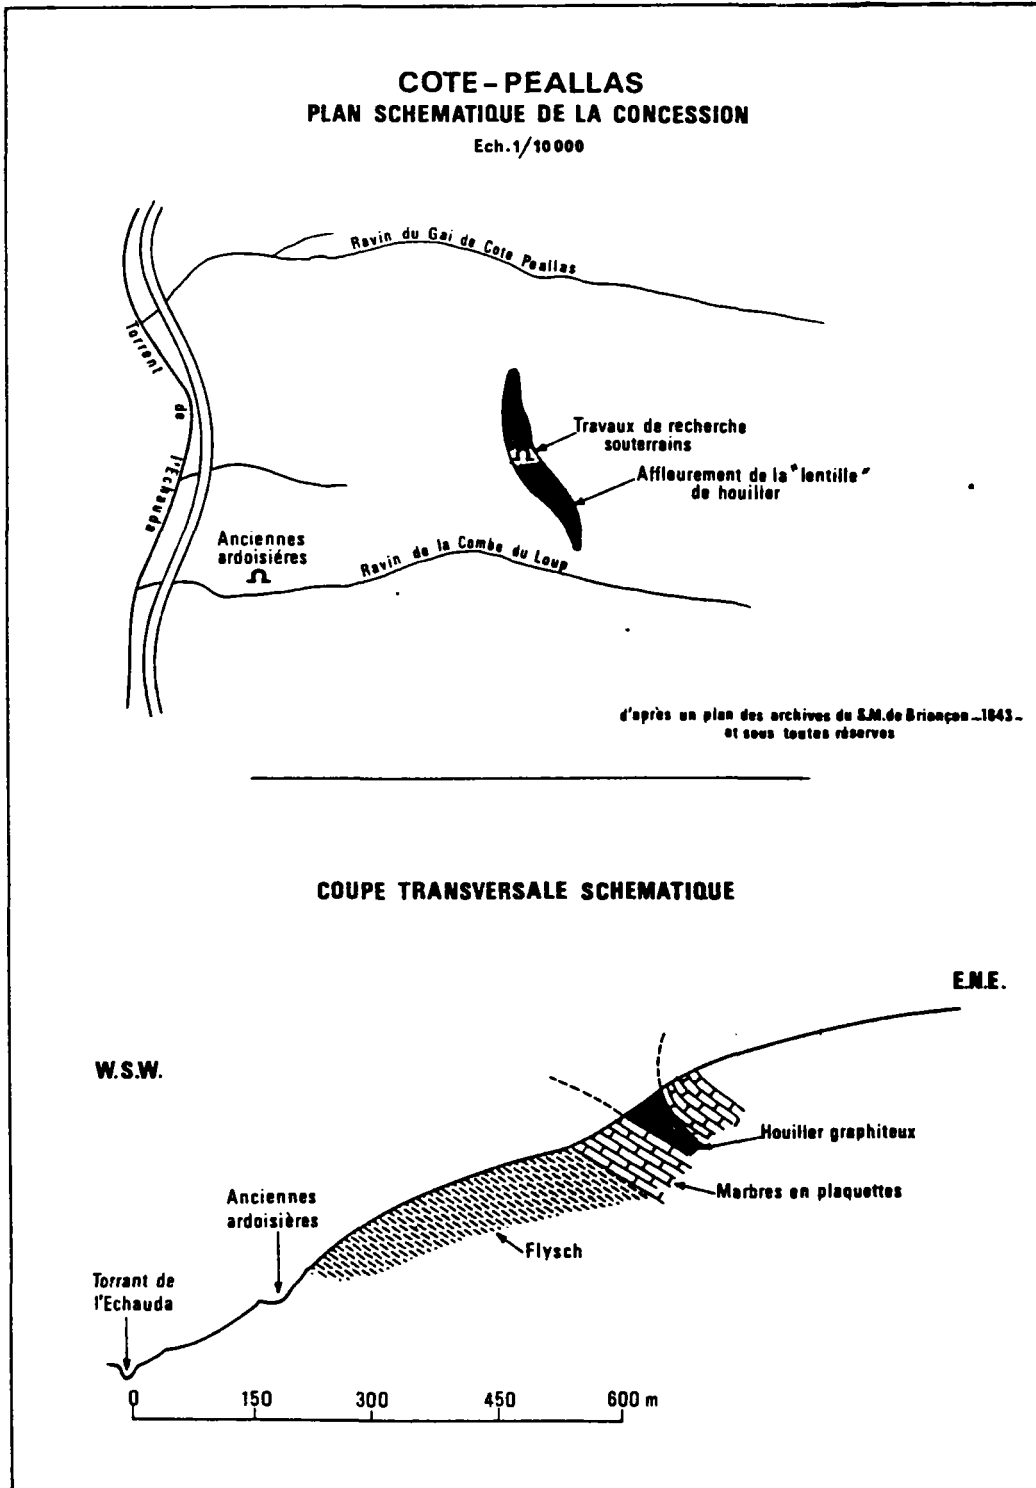 COTE-PEALLAS
PLAN SCHEMATIQUE DE LA CONCESSION
Ech.1/10000
Ravin du Gai de Cote Peallas
Torrent de l'Echauda
Travaux de recherche
souterrains
Affleurement de la "lentille"
de houiller
Anciennes
ardoisiéres
Ravin de la Combe du Loup
d'après un plan des archives du S.M.de Briançon _1843_
et sous toutes réserves
COUPE TRANSVERSALE SCHEMATIQUE
E.N.E.
W.S.W.
Houiller graphiteux
Marbres en plaquettes
Anciennes
ardoisières
Flysch
Torrant de
l'Echauda
0 150 300 450 600 m